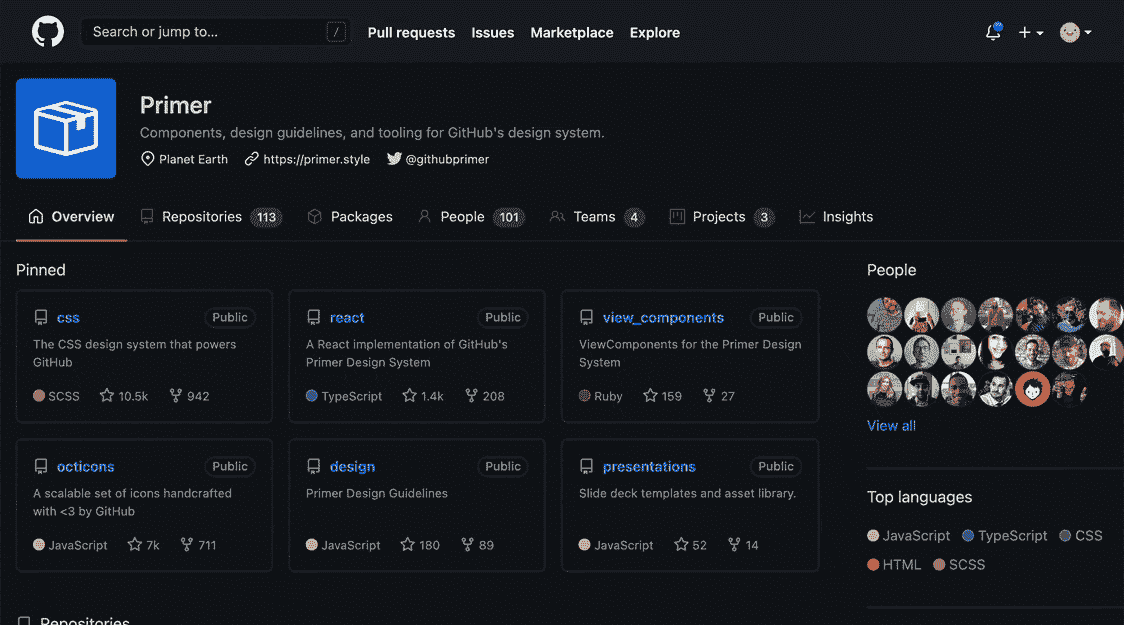 Search or jump to... / Pull requests Issues Marketplace Explore
Primer
Components, design guidelines, and tooling for GitHub's design system.
Planet Earth https://primer.style @githubprimer
Overview Repositories 113 Packages People 101 Teams 4 Projects 3 Insights
Pinned
css Public
The CSS design system that powers
GitHub
SCSS 10.5k 942
react Public
A React implementation of GitHub's
Primer Design System
TypeScript 1.4k 208
view_components Public
ViewComponents for the Primer Design
System
Ruby 159 27
octicons Public
A scalable set of icons handcrafted
with <3 by GitHub
JavaScript 7k 711
design Public
Primer Design Guidelines
JavaScript 180 89
presentations Public
Slide deck templates and asset library.
JavaScript 52 14
People
View all
Top languages
JavaScript TypeScript CSS
HTML SCSS
Repositories